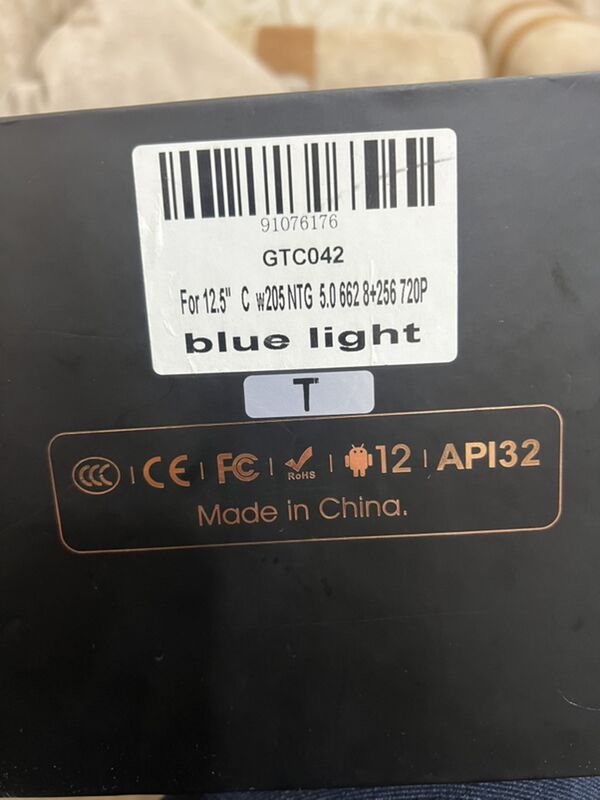 91076176
GTC042
For 12.5" C w205 NTG 5.0 662 8+256 720P
blue light
T
CCC CE FC RoHS 12 API32
Made in China.